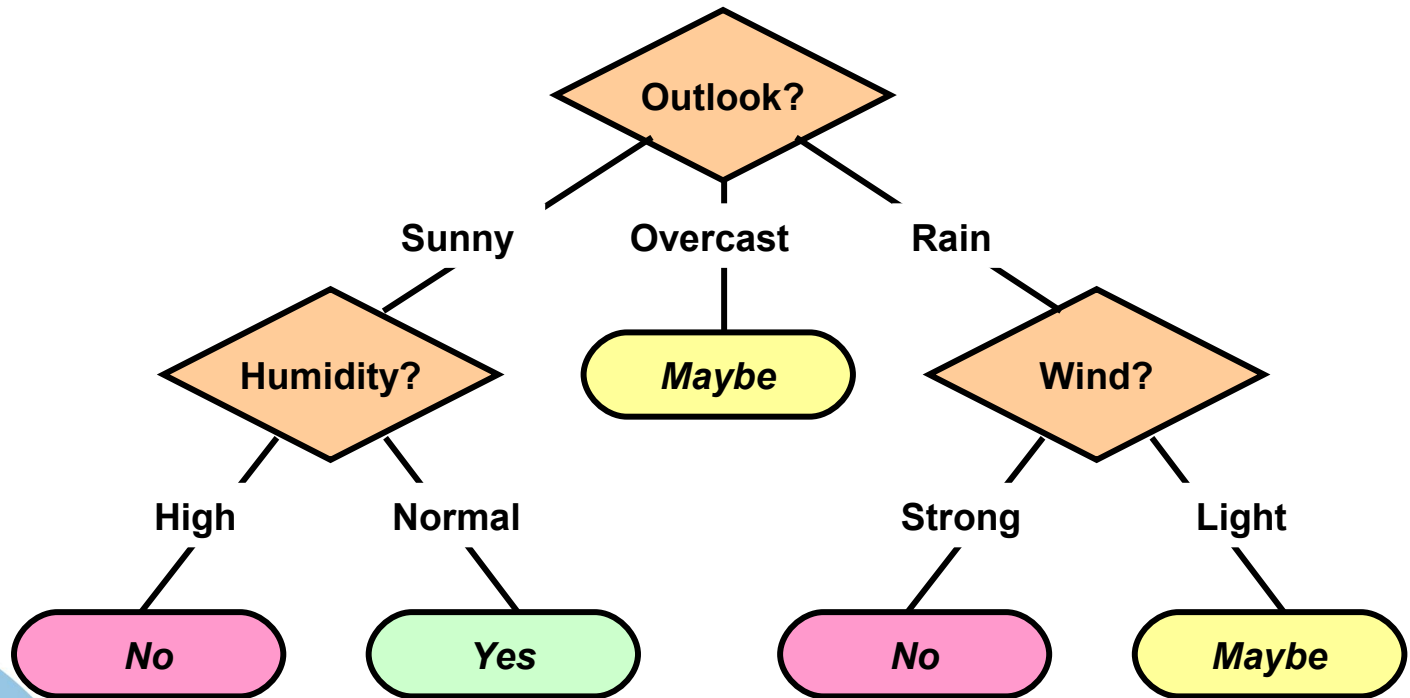 Outlook?
Sunny Overcast Rain
Humidity? Maybe Wind?
High Normal Strong Light
No Yes No Maybe